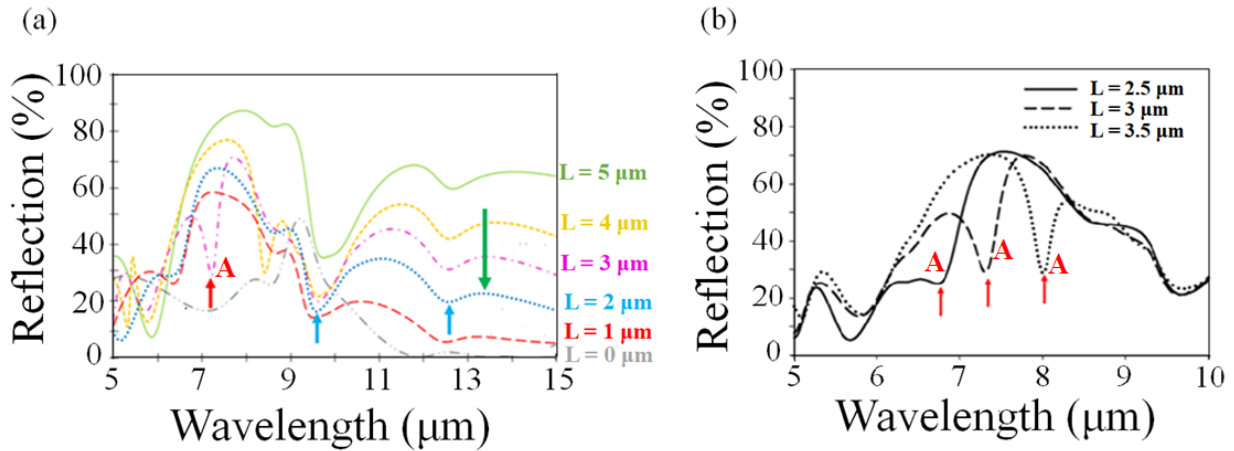 (a)
100
80
60
40
20
0
Reflection (%)
5
7
9
11
13
15
Wavelength (μm)
A
L = 5 μm
L = 4 μm
L = 3 μm
L = 2 μm
L = 1 μm
L = 0 μm
(b)
100
80
60
40
20
0
Reflection (%)
5
6
7
8
9
10
Wavelength (μm)
L = 2.5 μm
L = 3 μm
L = 3.5 μm
A
A
A